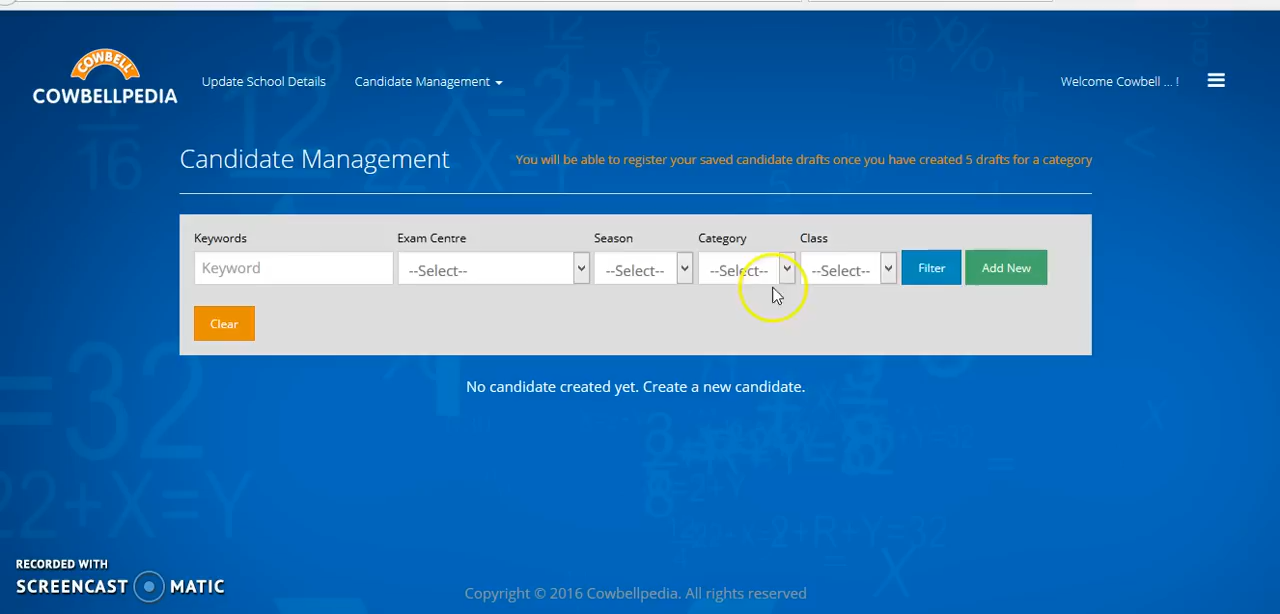 COWBELL
COWBELLPEDIA
Update School Details
Candidate Management
Welcome Cowbell ... !
Candidate Management
You will be able to register your saved candidate drafts once you have created 5 drafts for a category
Keywords
Exam Centre
Season
Category
Class
Keyword
--Select--
--Select--
--Select--
--Select--
Filter
Add New
Clear
No candidate created yet. Create a new candidate.
RECORDED WITH
SCREENCAST MATIC
Copyright © 2016 Cowbellpedia. All rights reserved